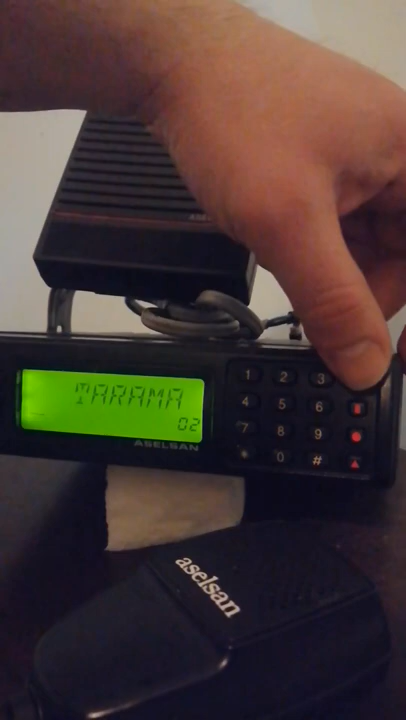 TARAMA
02
ASELSAN
1 2 3
4 5 6
7 8 9
* 0 #
aselsan